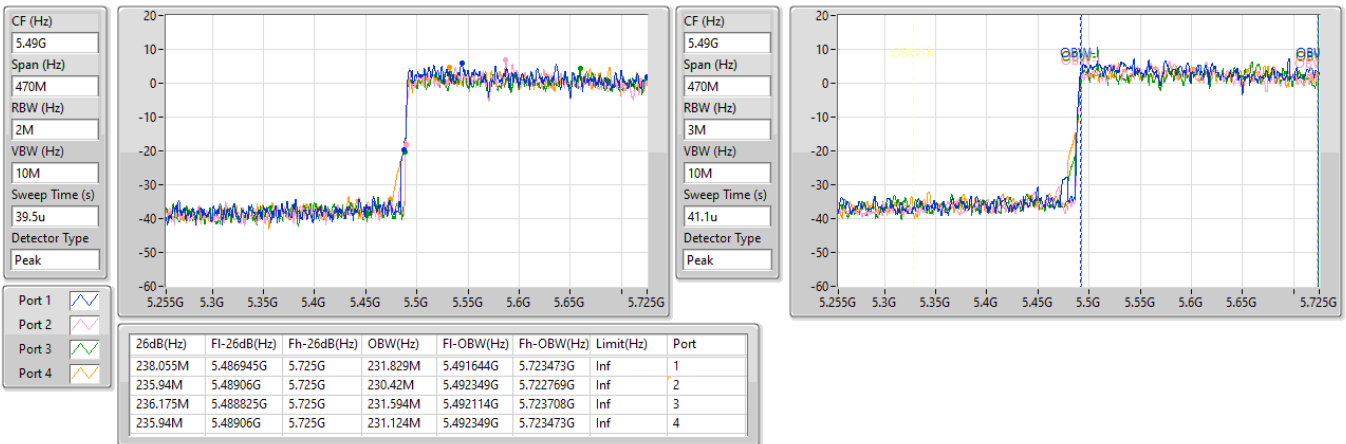 CF (Hz)
5.49G
Span (Hz)
470M
RBW (Hz)
2M
VBW (Hz)
10M
Sweep Time (s)
39.5u
Detector Type
Peak
20
10
0
-10
-20
-30
-40
-50
-60
5.255G 5.3G 5.35G 5.4G 5.45G 5.5G 5.55G 5.6G 5.65G 5.725G
CF (Hz)
5.49G
Span (Hz)
470M
RBW (Hz)
3M
VBW (Hz)
10M
Sweep Time (s)
41.1u
Detector Type
Peak
20
10
0
-10
-20
-30
-40
-50
-60
OBW-h OBW-l OBW
5.255G 5.3G 5.35G 5.4G 5.45G 5.5G 5.55G 5.6G 5.65G 5.725G
Port 1
Port 2
Port 3
Port 4
26dB(Hz) Fl-26dB(Hz) Fh-26dB(Hz) OBW(Hz) Fl-OBW(Hz) Fh-OBW(Hz) Limit(Hz) Port
238.055M 5.486945G 5.725G 231.829M 5.491644G 5.723473G Inf 1
235.94M 5.48906G 5.725G 230.42M 5.492349G 5.722769G Inf 2
236.175M 5.488825G 5.725G 231.594M 5.492114G 5.723708G Inf 3
235.94M 5.48906G 5.725G 231.124M 5.492349G 5.723473G Inf 4